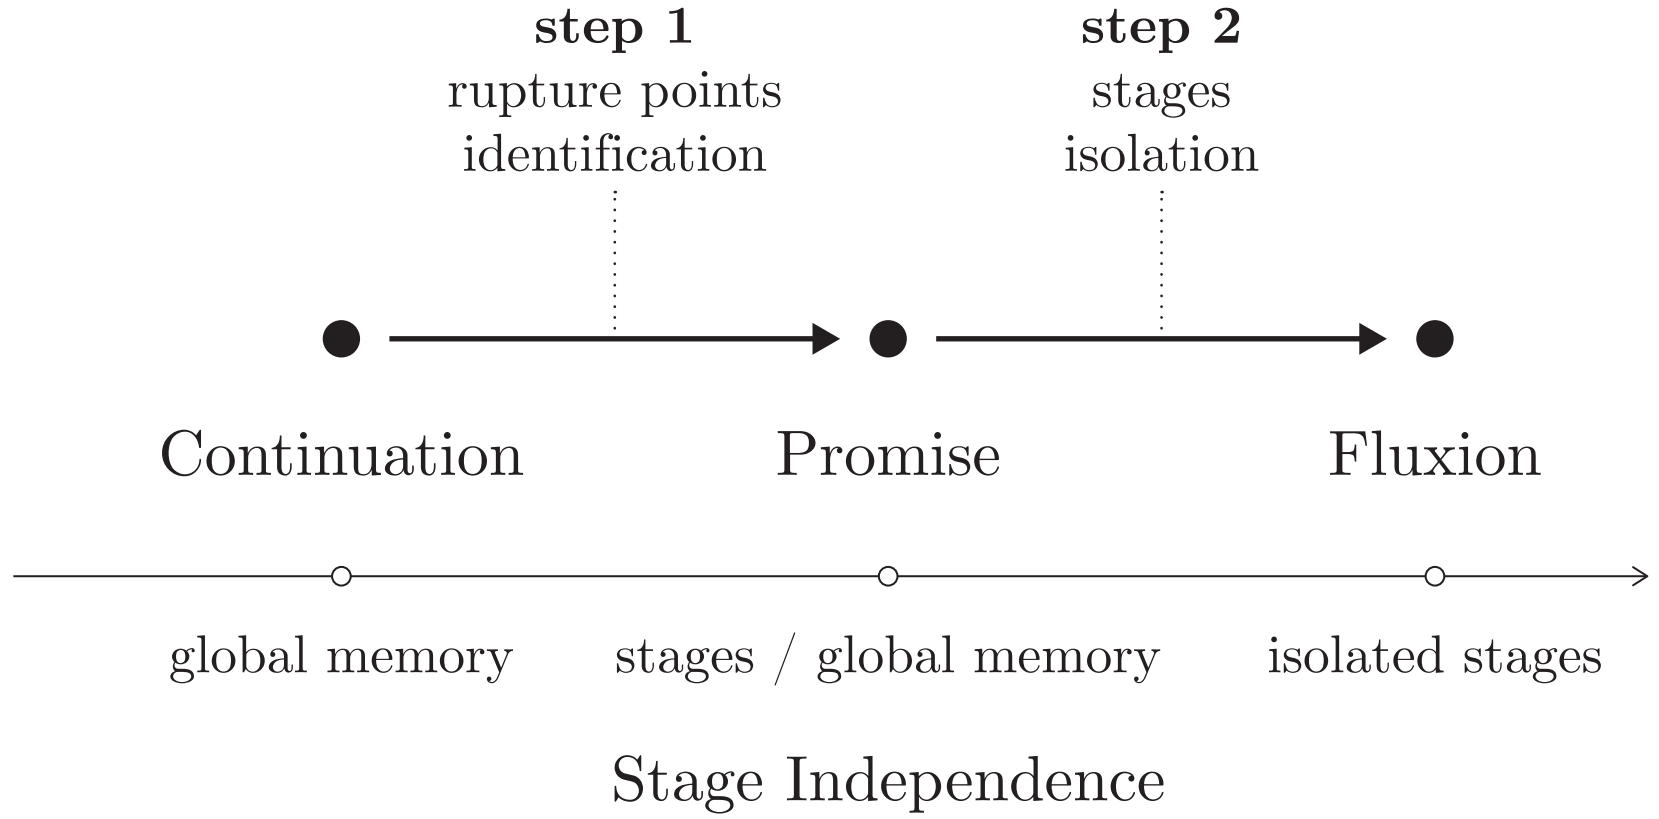 step 1
rupture points
identification
step 2
stages
isolation
Continuation
Promise
Fluxion
global memory
stages / global memory
isolated stages
Stage Independence